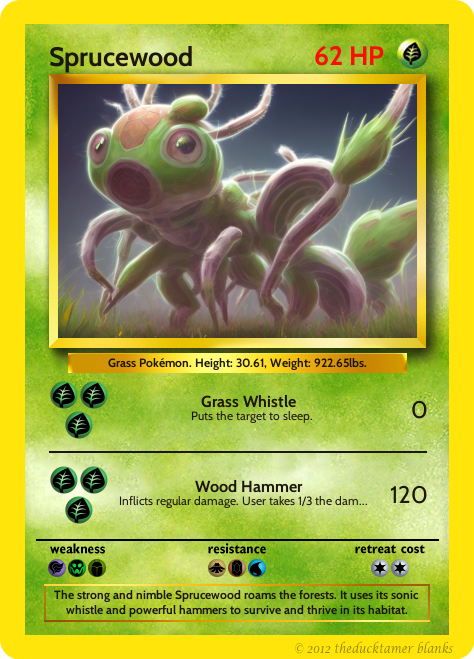 Sprucewood
62 HP
Grass Pokémon. Height: 30.61, Weight: 922.65lbs.
Grass Whistle
Puts the target to sleep.
0
Wood Hammer
Inflicts regular damage. User takes 1/3 the dam...
120
weakness
resistance
retreat cost
The strong and nimble Sprucewood roams the forests. It uses its sonic
whistle and powerful hammers to survive and thrive in its habitat.
© 2012 theducktamer blanks